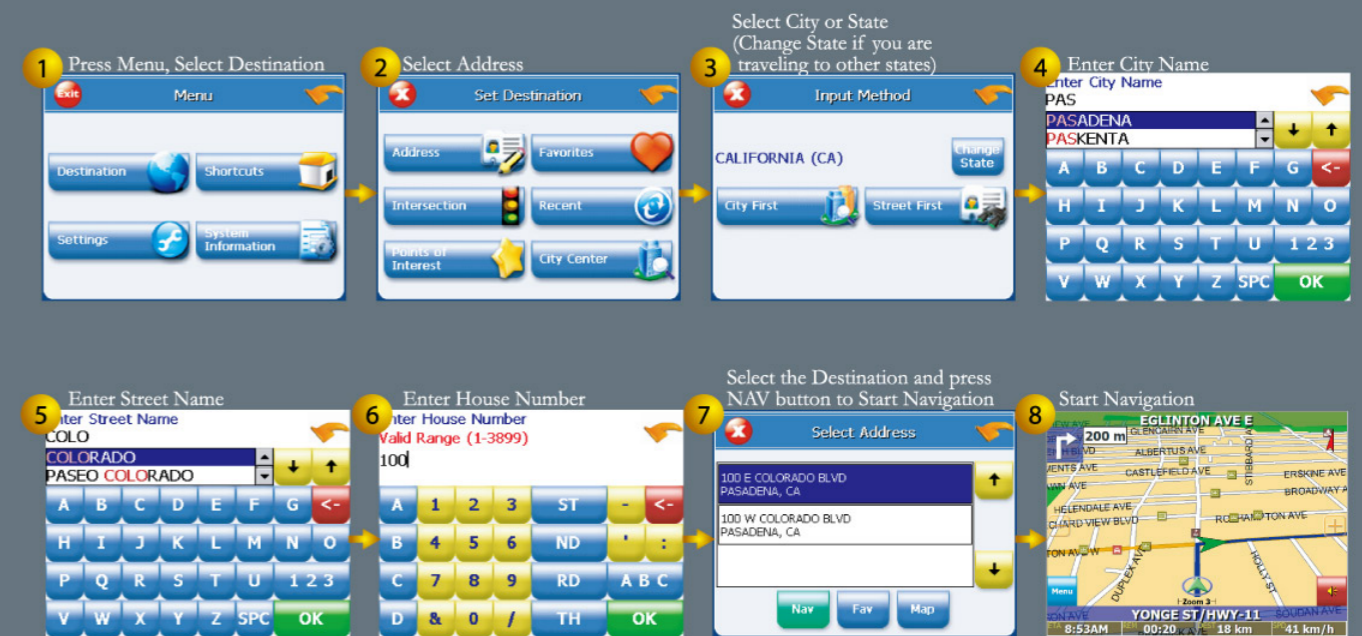 1 Press Menu, Select Destination
Exit Menu
Destination Shortcuts
Settings System
Information
2 Select Address
X Set Destination
Address Favorites
Intersection Recent
Points of
Interest City Center
Select City or State
(Change State if you are
3 traveling to other states)
X Input Method
CALIFORNIA (CA) Change
State
City First Street First
4 Enter City Name
Enter City Name
PAS
PASADENA
PASKENTA
A B C D E F G <-
H I J K L M N O
P Q R S T U 1 2 3
V W X Y Z SPC OK
5 Enter Street Name
Enter Street Name
COLO
COLORADO
PASEO COLORADO
A B C D E F G <-
H I J K L M N O
P Q R S T U 1 2 3
V W X Y Z SPC OK
6 Enter House Number
Enter House Number
Valid Range (1-3899)
100
A 1 2 3 ST - <-
B 4 5 6 ND ' :
C 7 8 9 RD A B C
D & 0 / TH OK
Select the Destination and press
7 NAV button to Start Navigation
X Select Address
100 E COLORADO BLVD
PASADENA, CA
100 W COLORADO BLVD
PASADENA, CA
Nav Fav Map
8 Start Navigation
EGLINTON AVE E
200 m
GLENCAIRN AVE
ALBERTUS AVE
CASTLEFIELD AVE
ERSKINE AVE
BROADWAY A
HELENDALE AVE
ORCHARD VIEW BLVD
ROEHAMPTON AVE
DUPLEX AVE
HOLLY ST
Menu
Zoom 3
YONGE ST/HWY-11
SOUDAN AVE
8:53AM 00:20 18 km 41 km/h